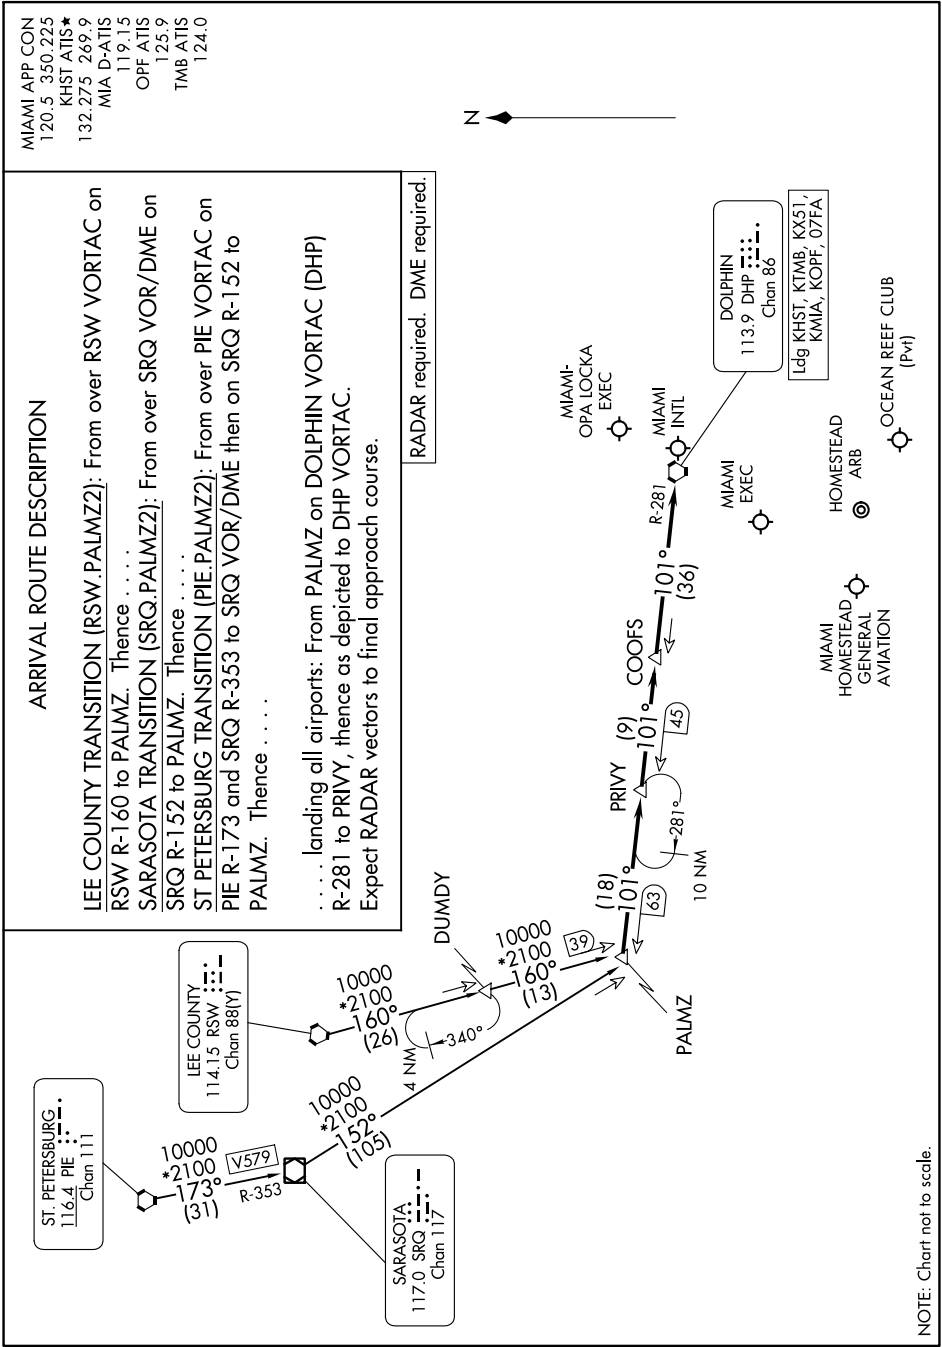 MIAMI APP CON
120.5 350.225
KHST ATIS★
132.275 269.9
MIA D-ATIS
119.15
OPF ATIS
125.9
TMB ATIS
124.0
ARRIVAL ROUTE DESCRIPTION
LEE COUNTY TRANSITION (RSW.PALMZ2): From over RSW VORTAC on
RSW R-160 to PALMZ. Thence . . . .
SARASOTA TRANSITION (SRQ.PALMZ2): From over SRQ VOR/DME on
SRQ R-152 to PALMZ. Thence . . . .
ST PETERSBURG TRANSITION (PIE.PALMZ2): From over PIE VORTAC on
PIE R-173 and SRQ R-353 to SRQ VOR/DME then on SRQ R-152 to
PALMZ. Thence . . . .
. . . . landing all airports: From PALMZ on DOLPHIN VORTAC (DHP)
R-281 to PRIVY, thence as depicted to DHP VORTAC.
Expect RADAR vectors to final approach course.
RADAR required. DME required.
N
ST. PETERSBURG
116.4 PIE
Chan 111
10000
*2100
173°
(31)
V579
R-353
SARASOTA
117.0 SRQ
Chan 117
10000
*2100
152°
(105)
LEE COUNTY
114.15 RSW
Chan 88(Y)
10000
*2100
160°
(26)
4 NM
340°
DUMDY
10000
*2100
160°
(13)
39
PALMZ
(18)
101°
63
10 NM
281°
PRIVY
(9)
101°
45
COOFS
101°
(36)
R-281
DOLPHIN
113.9 DHP
Chan 86
Ldg KHST, KTMB, KX51,
KMIA, KOPF, 07FA
MIAMI-
OPA LOCKA
EXEC
MIAMI
INTL
MIAMI
EXEC
HOMESTEAD
ARB
OCEAN REEF CLUB
(Pvt)
MIAMI
HOMESTEAD
GENERAL
AVIATION
NOTE: Chart not to scale.